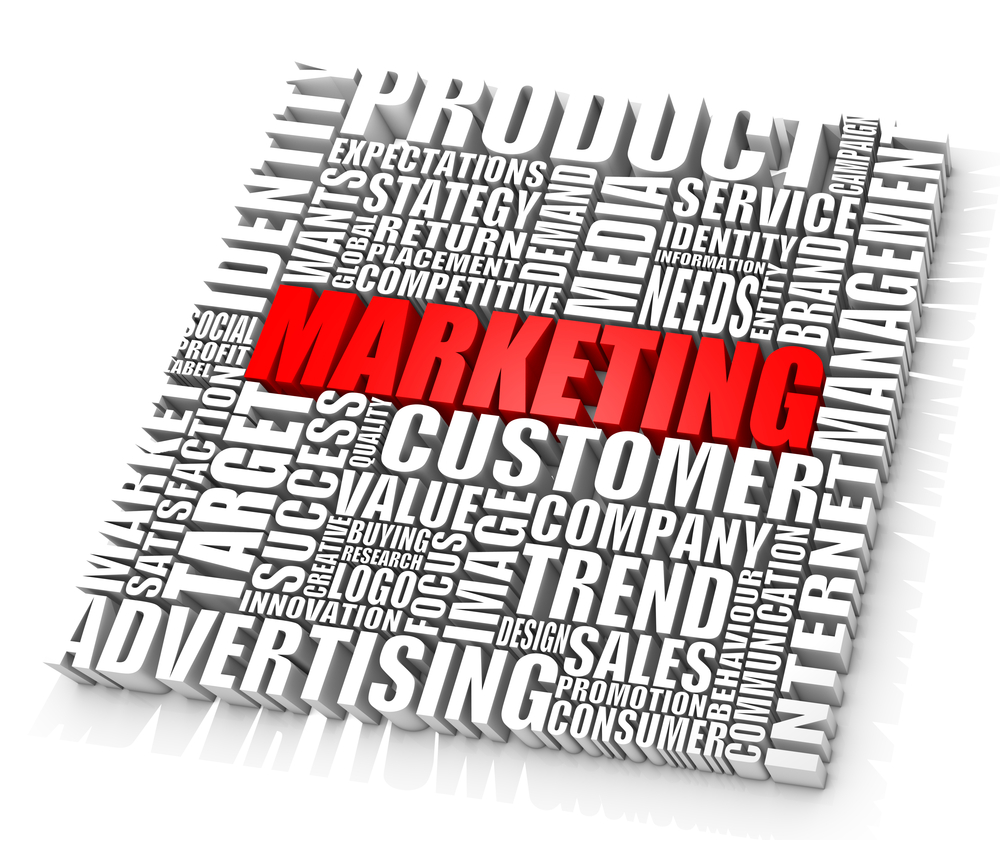 PRODUCT
CAMPAIGN
EXPECTATIONS
STATEGY
RETURN
PLACEMENT
COMPETITIVE
WANTS
GLOBAL
DEMAND
MEDIA
SERVICE
IDENTITY
INFORMATION
NEEDS
ENTITY
BRAND
MANAGEMENT
IDENTITY
SOCIAL
PROFIT
LABEL
MARKETING
MARKET
SATISFACTION
TARGET
SUCCESS
QUALITY
CUSTOMER
VALUE
CREATIVE
BUYING
RESEARCH
LOGO
INNOVATION
FOCUS
IMAGE
COMPANY
TREND
DESIGN
SALES
PROMOTION
CONSUMER
BEHAVIOUR
COMMUNICATION
INTERNET
ADVERTISING